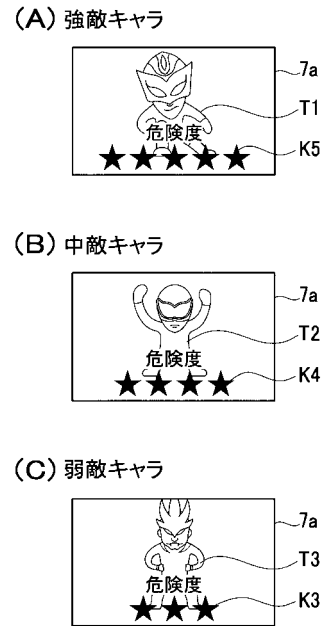 (A) 強敵キャラ
7a
T1
危険度
★★★★★
K5
(B) 中敵キャラ
7a
T2
危険度
★★★★
K4
(C) 弱敵キャラ
7a
T3
危険度
★★★
K3